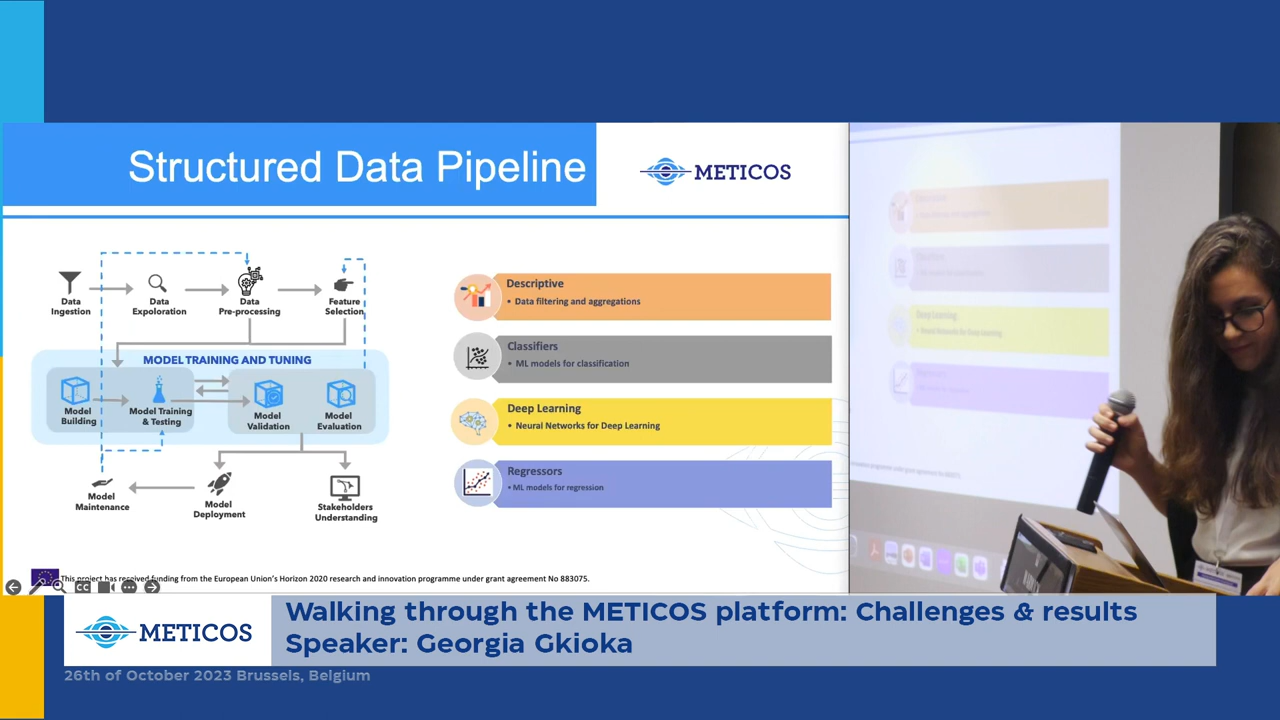 Structured Data Pipeline
METICOS
Data
Ingestion
Data
Exporation
Data
Pre-processing
Feature
Selection
MODEL TRAINING AND TUNING
Model
Building
Model Training
& Testing
Model
Validation
Model
Evaluation
Model
Maintenance
Model
Deployment
Stakeholders
Understanding
Descriptive
• Data filtering and aggregations
Classifiers
• ML models for classification
Deep Learning
• Neural Networks for Deep Learning
Regressors
• ML models for regression
This project has received funding from the European Union's Horizon 2020 research and innovation programme under grant agreement No 883075.
CC
Deep Learning
METICOS
Walking through the METICOS platform: Challenges & results
Speaker: Georgia Gkioka
26th of October 2023 Brussels, Belgium